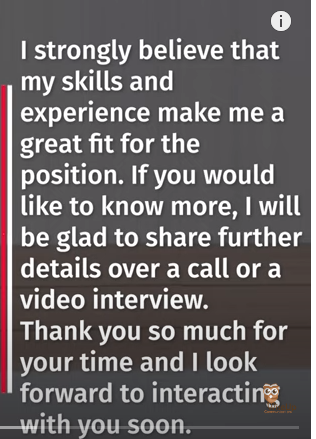 I strongly believe that
my skills and
experience make me a
great fit for the
position. If you would
like to know more, I will
be glad to share further
details over a call or a
video interview.
Thank you so much for
your time and I look
forward to interacting
with you soon.